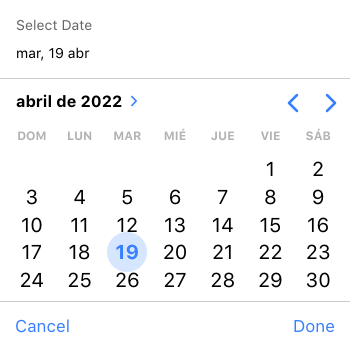 Select Date
mar, 19 abr
abril de 2022
DOM LUN MAR MIÉ JUE VIE SÁB
1 2
3 4 5 6 7 8 9
10 11 12 13 14 15 16
17 18 19 20 21 22 23
24 25 26 27 28 29 30
Cancel Done